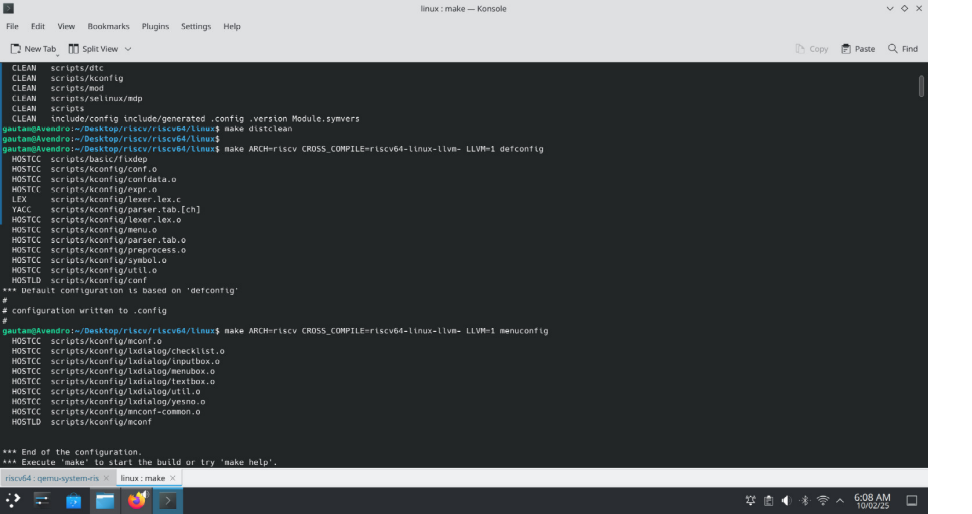 linux : make — Konsole
File Edit View Bookmarks Plugins Settings Help
New Tab Split View Copy Paste Find
CLEAN scripts/dtc
CLEAN scripts/kconfig
CLEAN scripts/mod
CLEAN scripts/selinux/mdp
CLEAN scripts
CLEAN include/config include/generated .config .version Module.symvers
gautam@Avendro:~/Desktop/riscv/riscv64/linux$ make distclean
gautam@Avendro:~/Desktop/riscv/riscv64/linux$
gautam@Avendro:~/Desktop/riscv/riscv64/linux$ make ARCH=riscv CROSS_COMPILE=riscv64-linux-llvm- LLVM=1 defconfig
HOSTCC scripts/basic/fixdep
HOSTCC scripts/kconfig/conf.o
HOSTCC scripts/kconfig/confdata.o
HOSTCC scripts/kconfig/expr.o
LEX scripts/kconfig/lexer.lex.c
YACC scripts/kconfig/parser.tab.[ch]
HOSTCC scripts/kconfig/lexer.lex.o
HOSTCC scripts/kconfig/menu.o
HOSTCC scripts/kconfig/parser.tab.o
HOSTCC scripts/kconfig/preprocess.o
HOSTCC scripts/kconfig/symbol.o
HOSTCC scripts/kconfig/util.o
HOSTLD scripts/kconfig/conf
*** Default configuration is based on 'defconfig'
#
# configuration written to .config
#
gautam@Avendro:~/Desktop/riscv/riscv64/linux$ make ARCH=riscv CROSS_COMPILE=riscv64-linux-llvm- LLVM=1 menuconfig
HOSTCC scripts/kconfig/mconf.o
HOSTCC scripts/kconfig/lxdialog/checklist.o
HOSTCC scripts/kconfig/lxdialog/inputbox.o
HOSTCC scripts/kconfig/lxdialog/menubox.o
HOSTCC scripts/kconfig/lxdialog/textbox.o
HOSTCC scripts/kconfig/lxdialog/util.o
HOSTCC scripts/kconfig/lxdialog/yesno.o
HOSTCC scripts/kconfig/mnconf-common.o
HOSTLD scripts/kconfig/mconf
*** End of the configuration.
*** Execute 'make' to start the build or try 'make help'.
riscv64 : qemu-system-ris linux : make
6:08 AM
10/02/25